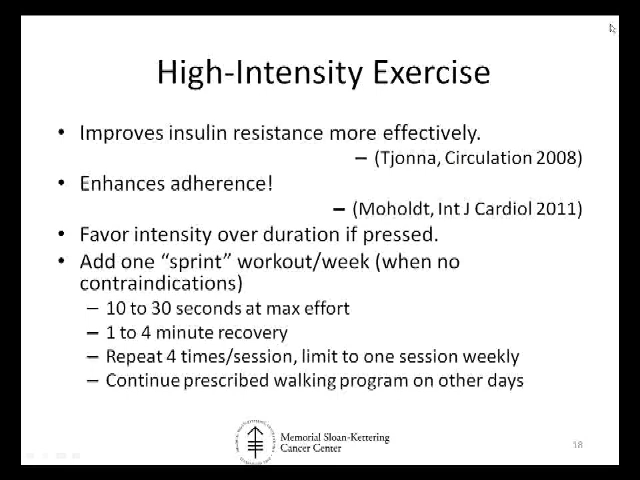 High-Intensity Exercise
• Improves insulin resistance more effectively.
– (Tjonna, Circulation 2008)
• Enhances adherence!
– (Moholdt, Int J Cardiol 2011)
• Favor intensity over duration if pressed.
• Add one “sprint” workout/week (when no
contraindications)
– 10 to 30 seconds at max effort
– 1 to 4 minute recovery
– Repeat 4 times/session, limit to one session weekly
– Continue prescribed walking program on other days
Memorial Sloan-Kettering
Cancer Center
18